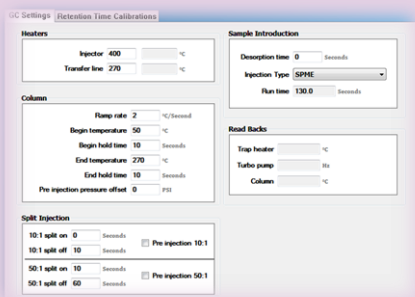 GC Settings Retention Time Calibrations
Heaters
Injector 400 °C
Transfer line 270 °C
Column
Ramp rate 2 °C/Second
Begin temperature 50 °C
Begin hold time 10 Seconds
End temperature 270 °C
End hold time 10 Seconds
Pre injection pressure offset 0 PSI
Split Injection
10:1 split on 0 Seconds
Pre injection 10:1
10:1 split off 10 Seconds
50:1 split on 10 Seconds
Pre injection 50:1
50:1 split off 60 Seconds
Sample Introduction
Desorption time 0 Seconds
Injection Type SPME
Run time 130.0 Seconds
Read Backs
Trap heater °C
Turbo pump Hz
Column °C